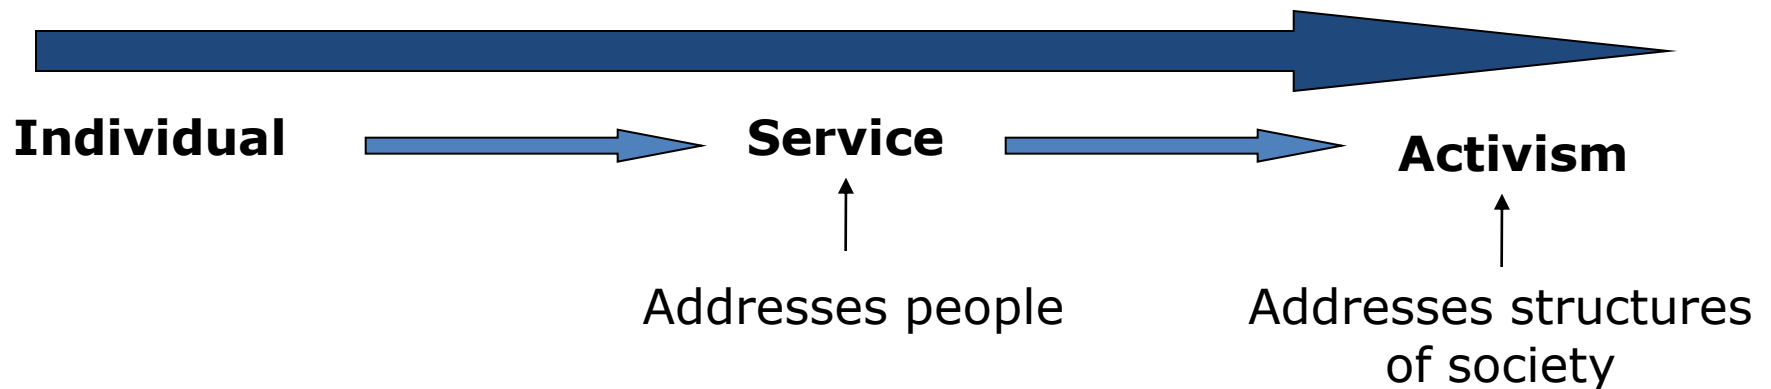 Individual
Service
Activism
Addresses people
Addresses structures
of society